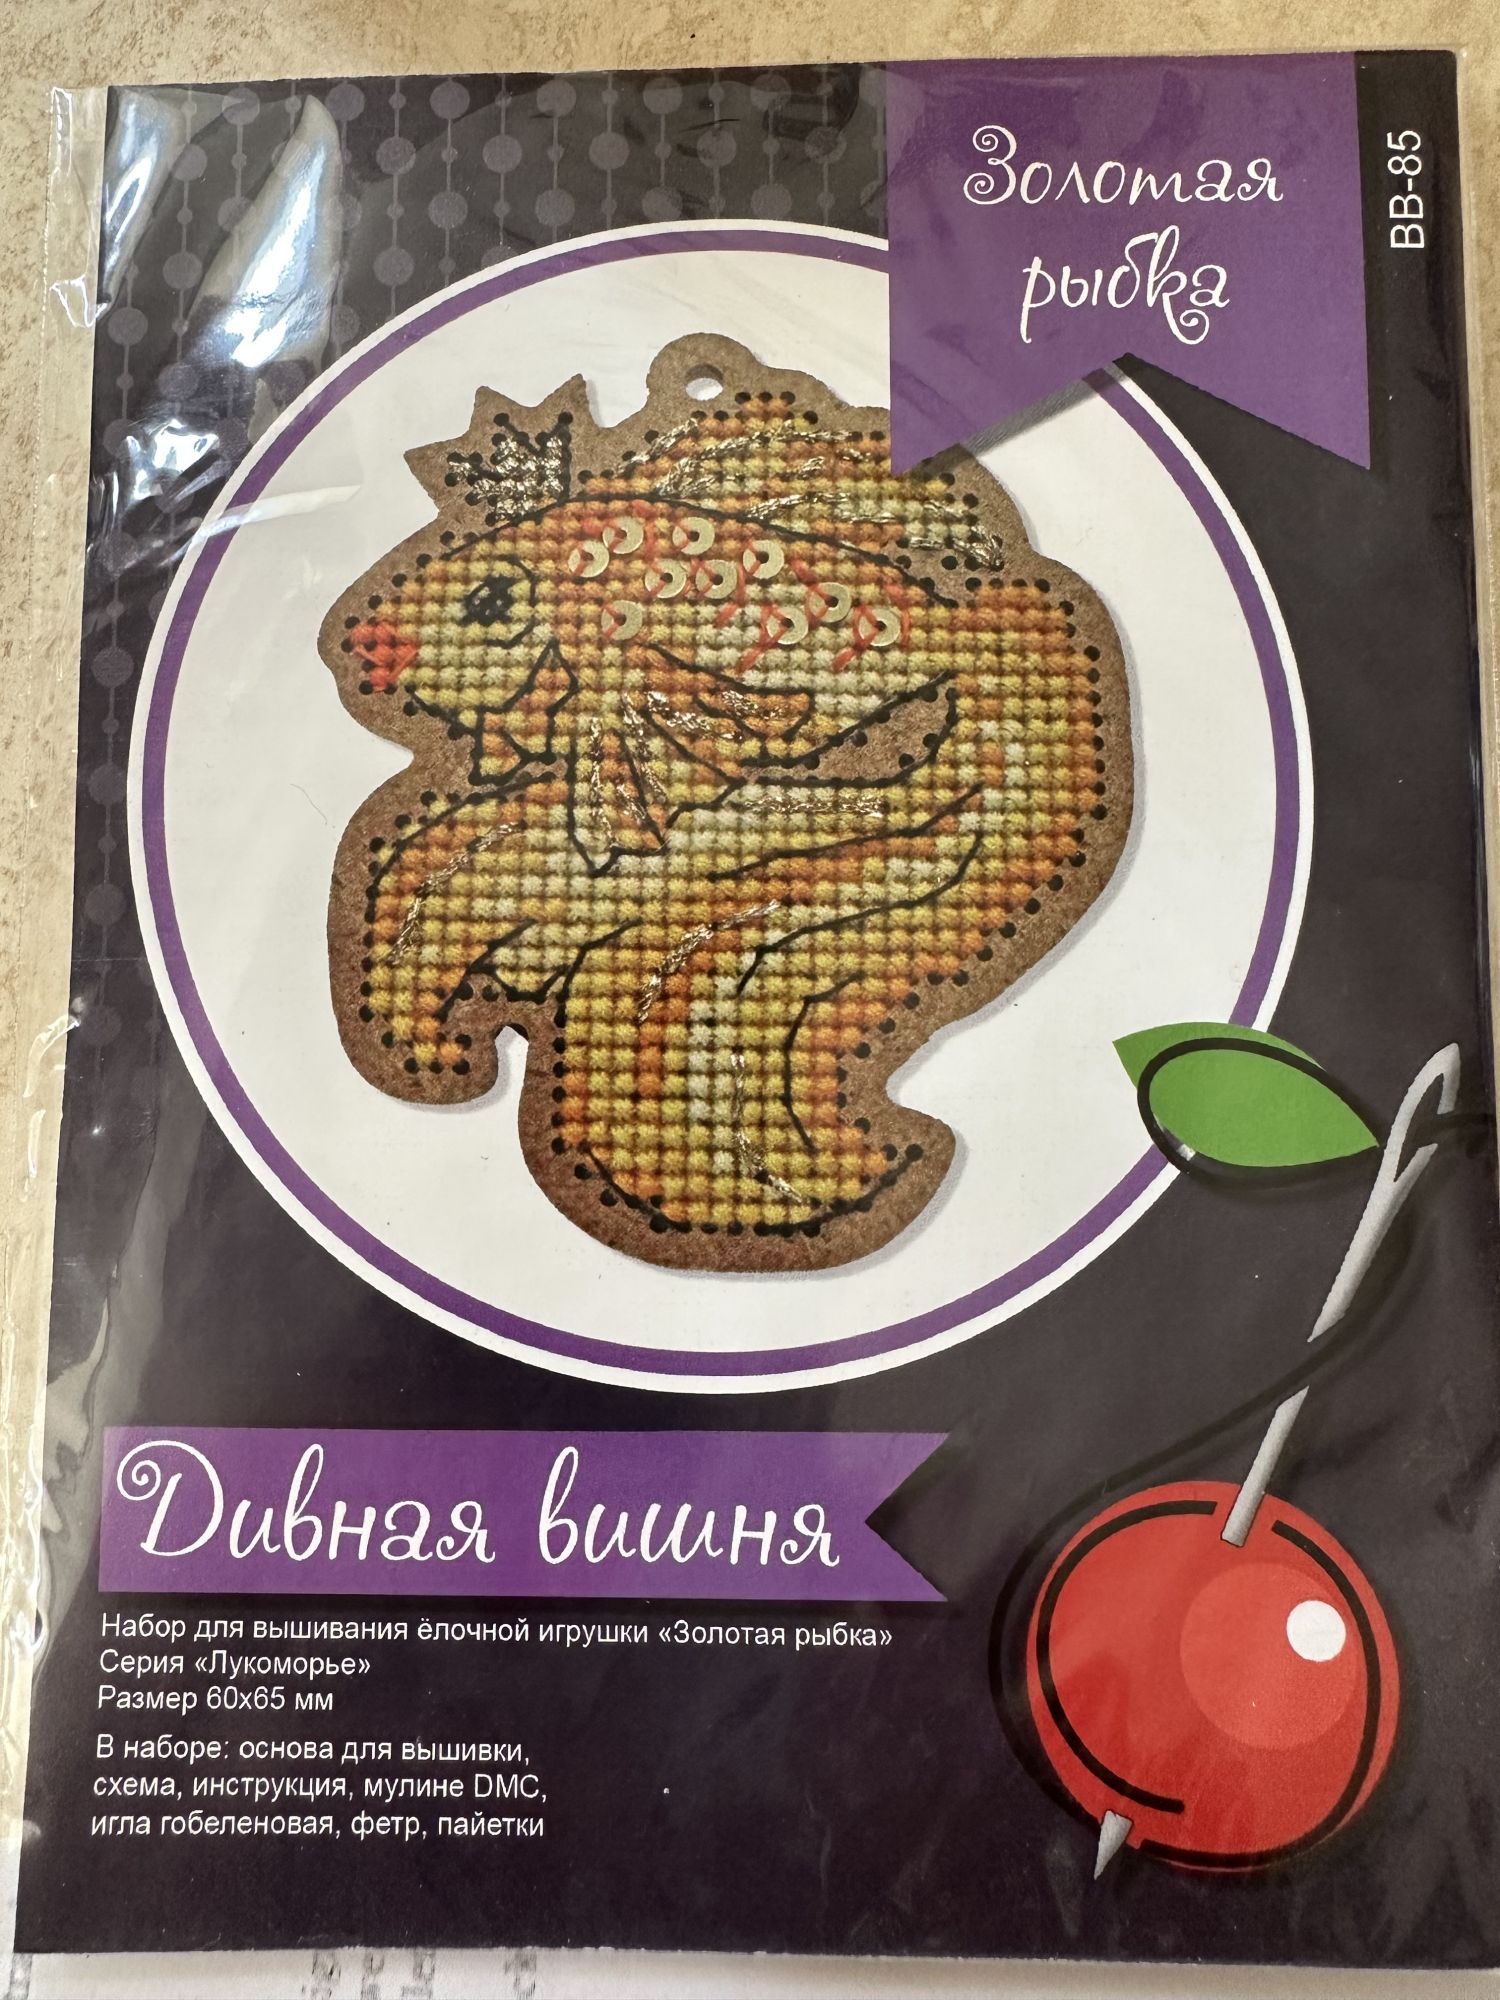 Золотая
рыбка
ВВ-85
Дивная вишня
Набор для вышивания ёлочной игрушки «Золотая рыбка»
Серия «Лукоморье»
Размер 60х65 мм
В наборе: основа для вышивки,
схема, инструкция, мулине DMC,
игла гобеленовая, фетр, пайетки